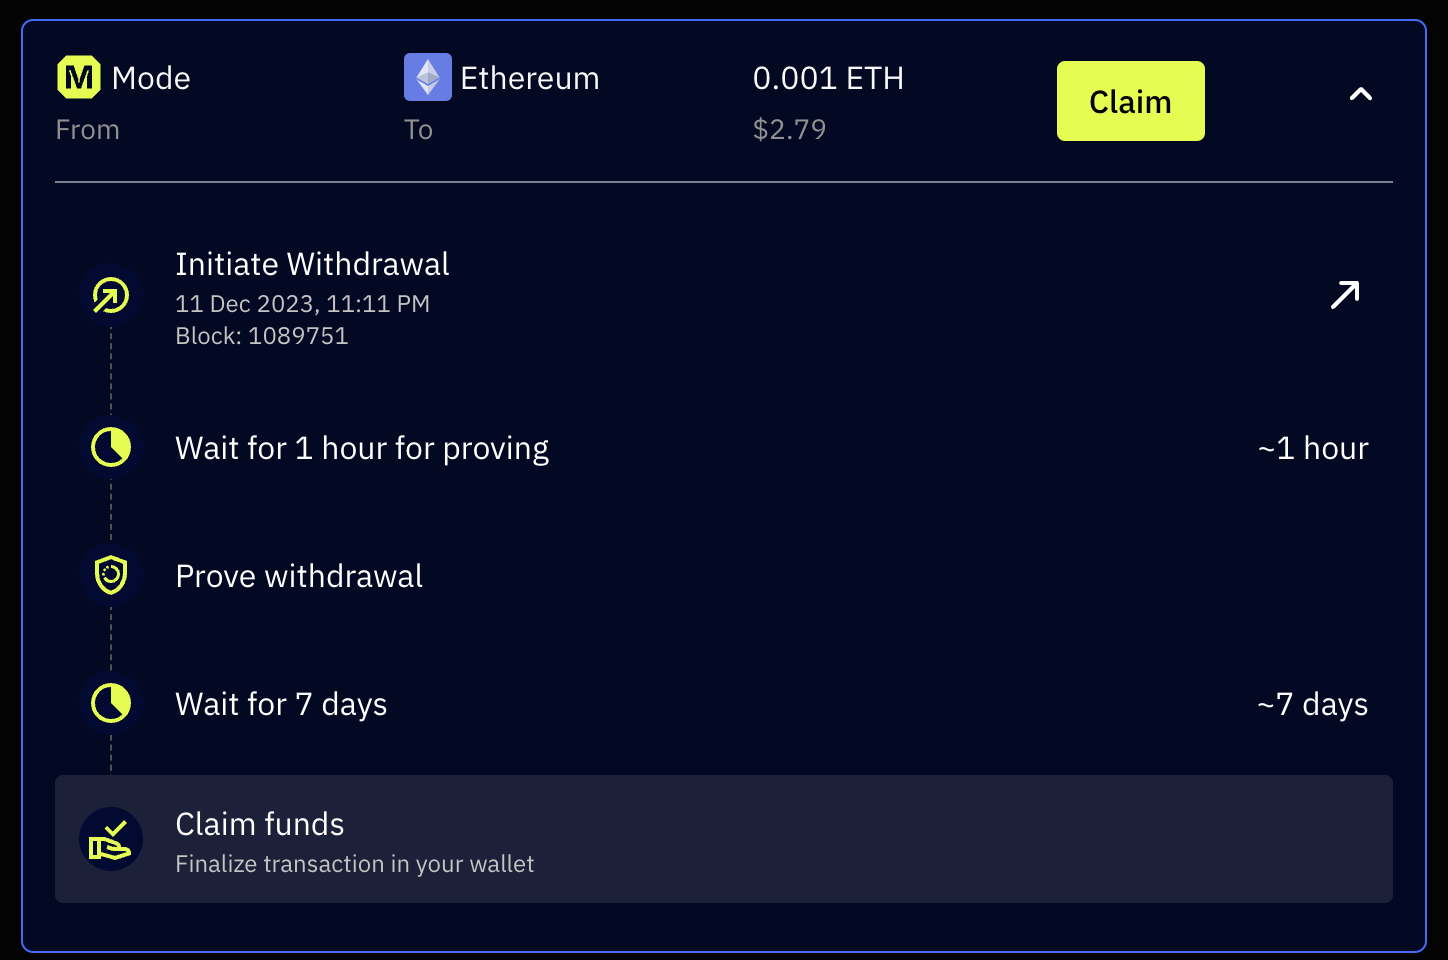 M Mode
From
Ethereum
To
0.001 ETH
$2.79
Claim
Initiate Withdrawal
11 Dec 2023, 11:11 PM
Block: 1089751
Wait for 1 hour for proving
~1 hour
Prove withdrawal
Wait for 7 days
~7 days
Claim funds
Finalize transaction in your wallet